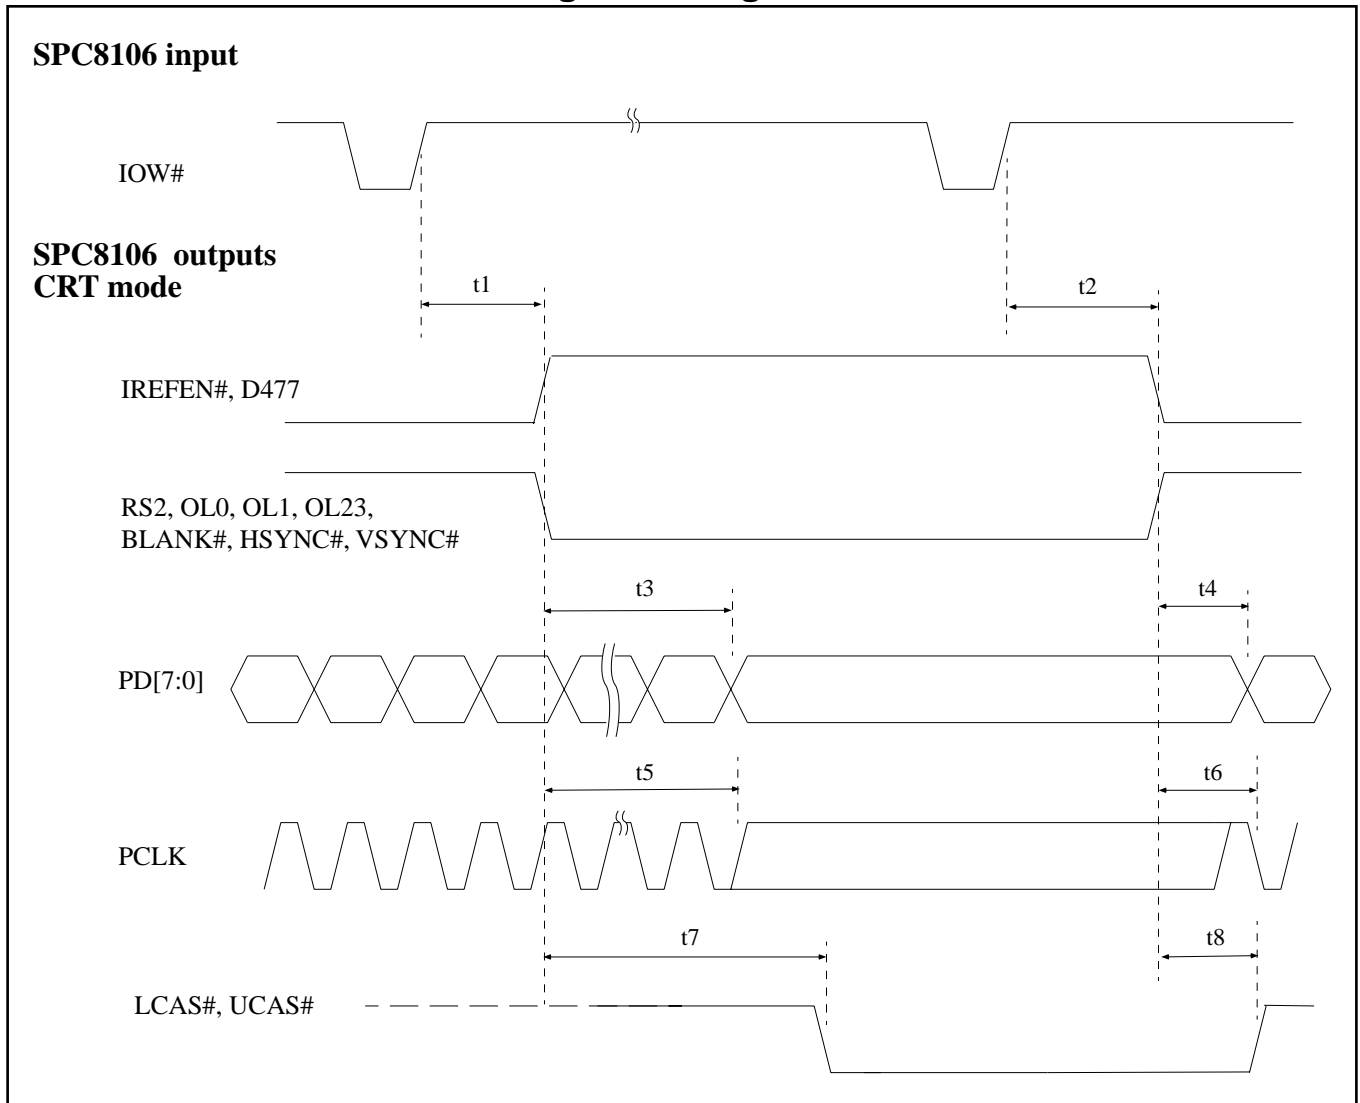 SPC8106 input
IOW#
SPC8106 outputs
CRT mode
t1
t2
IREFEN#, D477
RS2, OL0, OL1, OL23,
BLANK#, HSYNC#, VSYNC#
t3
t4
PD[7:0]
t5
t6
PCLK
t7
t8
LCAS#, UCAS#